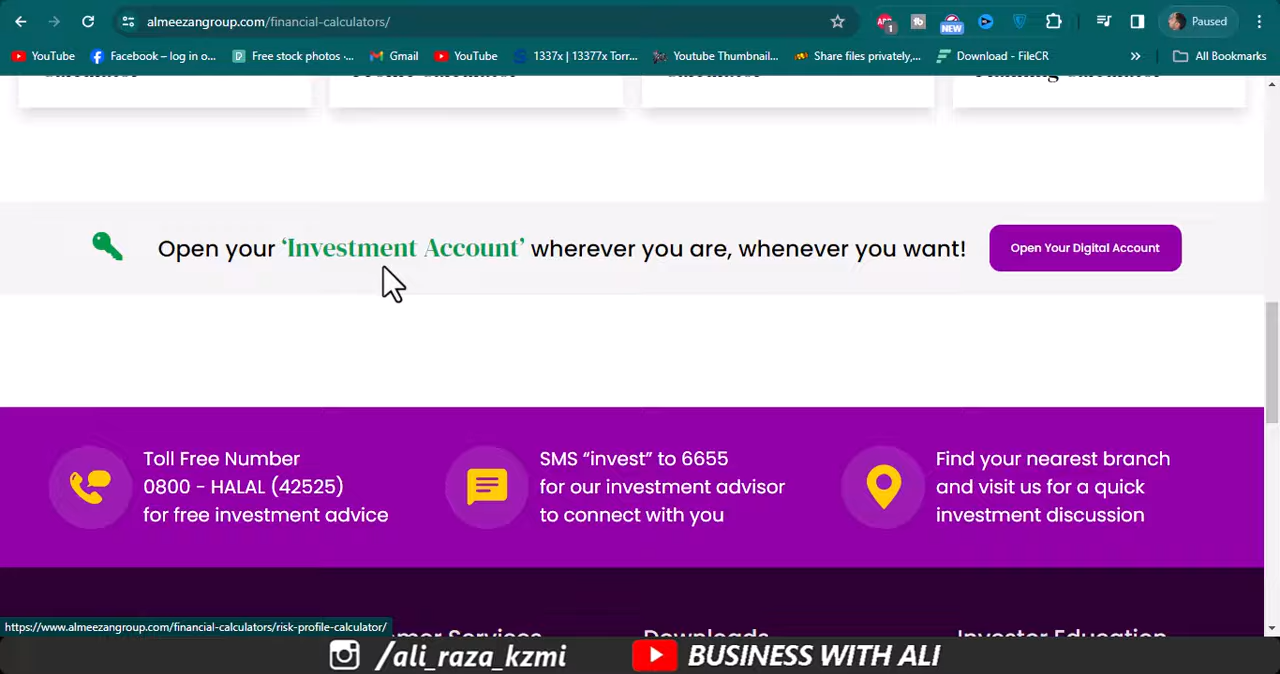 almeezangroup.com/financial-calculators/
ABP
1
NEW
Paused
YouTube
Facebook – log in o...
Free stock photos -...
Gmail
YouTube
1337x | 13377x Torr...
Youtube Thumbnail...
Share files privately,...
Download - FileCR
All Bookmarks
Open your ‘Investment Account’ wherever you are, whenever you want!
Open Your Digital Account
Toll Free Number
0800 - HALAL (42525)
for free investment advice
SMS “invest” to 6655
for our investment advisor
to connect with you
Find your nearest branch
and visit us for a quick
investment discussion
https://www.almeezangroup.com/financial-calculators/risk-profile-calculator/
Services
Downloads
Investor Education
/ali_raza_kzmi
BUSINESS WITH ALI